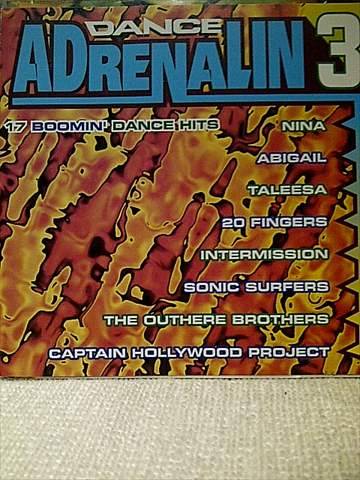 DANCE
ADRENALIN 3
17 BOOMIN' DANCE HITS NINA
ABIGAIL
TALEESA
20 FINGERS
INTERMISSION
SONIC SURFERS
THE OUTHERE BROTHERS
CAPTAIN HOLLYWOOD PROJECT